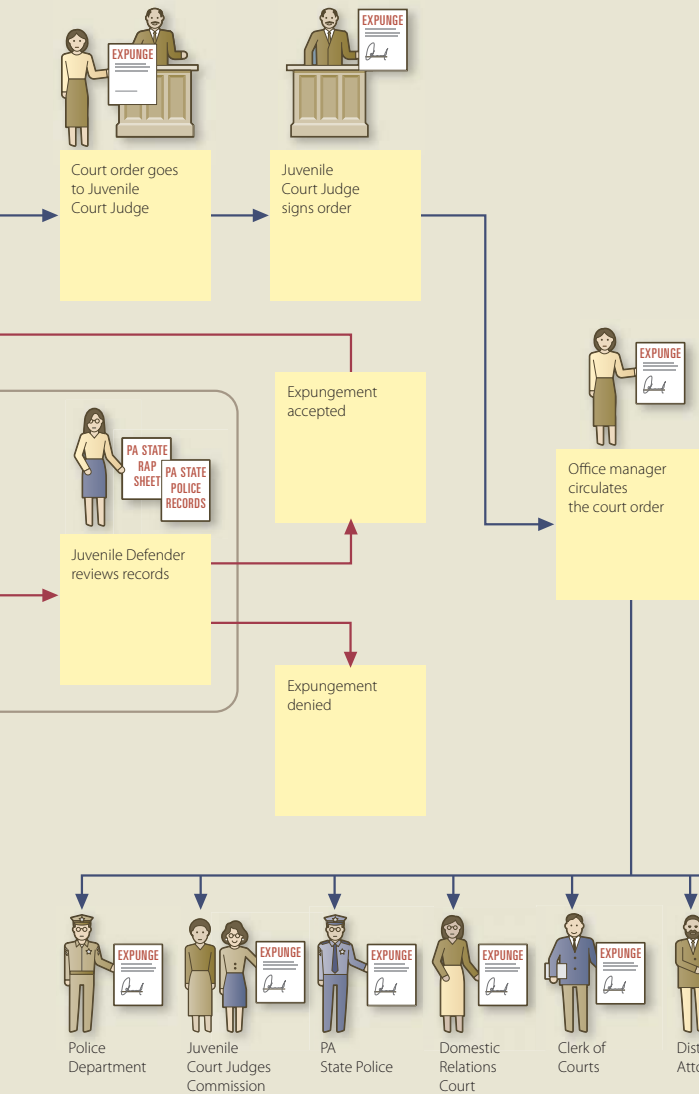 EXPUNGE
EXPUNGE
Court order goes
to Juvenile
Court Judge
Juvenile
Court Judge
signs order
EXPUNGE
Expungement
accepted
PA STATE
RAP
SHEET
PA STATE
POLICE
RECORDS
Office manager
circulates
the court order
Juvenile Defender
reviews records
Expungement
denied
EXPUNGE
EXPUNGE
EXPUNGE
EXPUNGE
EXPUNGE
Police
Department
Juvenile
Court Judges
Commission
PA
State Police
Domestic
Relations
Court
Clerk of
Courts
Dist
Atto